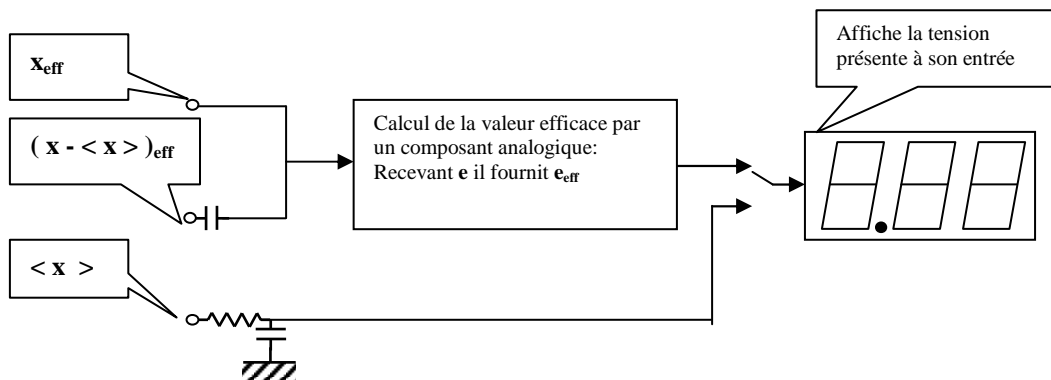 Affiche la tension
présente à son entrée
x_eff
( x - < x > )_eff
Calcul de la valeur efficace par
un composant analogique:
Recevant e il fournit e_eff
< x >